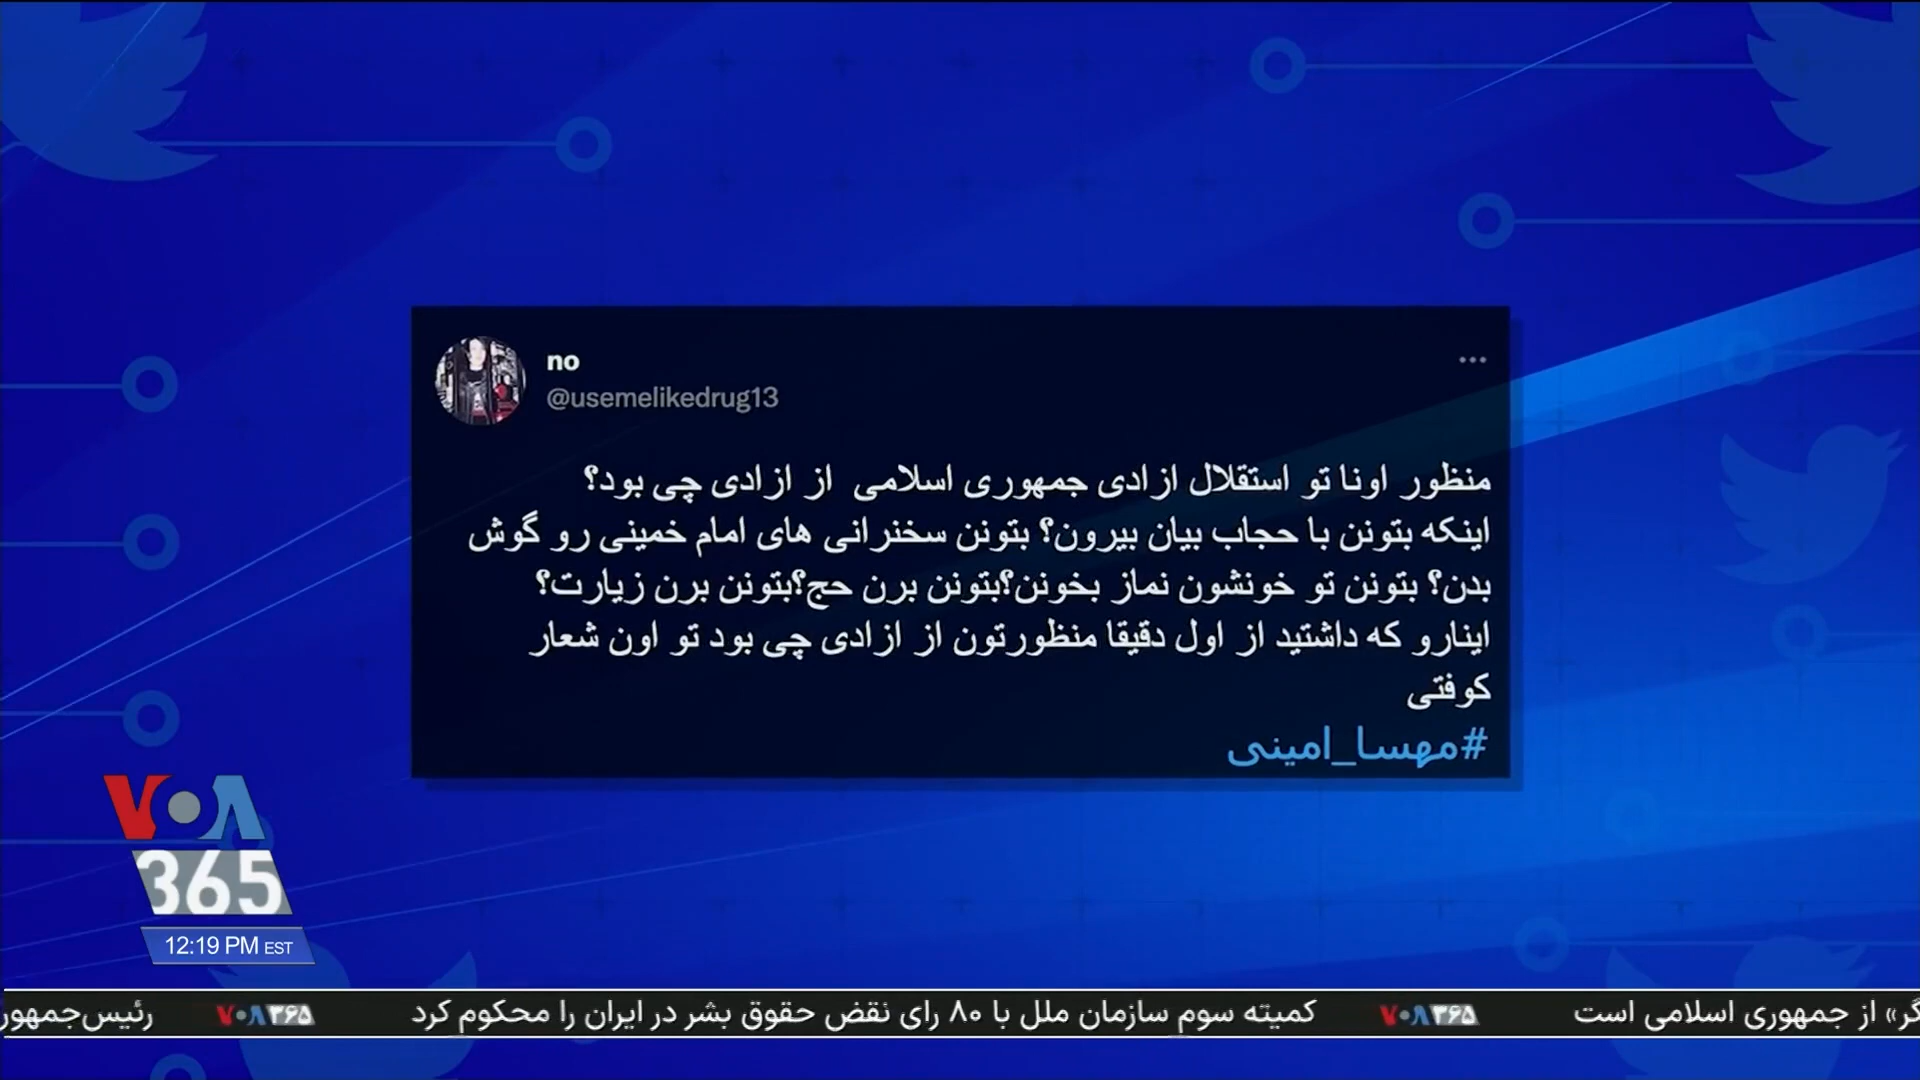 no
@usemelikedrug13
منظور اونا تو استقلال ازادی جمهوری اسلامی از ازادی چی بود؟
اینکه بتونن با حجاب بیان بیرون؟ بتونن سخنرانی های امام خمینی رو گوش
بدن؟ بتونن تو خونشون نماز بخونن؟بتونن برن حج؟بتونن برن زیارت؟
اینارو که داشتید از اول دقیقا منظورتون از ازادی چی بود تو اون شعار
کوفتی
#مهسا_امینی
VOA
365
12:19 PM EST
گر» از جمهوری اسلامی است VOA۳۶۵ کمیته سوم سازمان ملل با ۸۰ رای نقض حقوق بشر در ایران را محکوم کرد VOA۳۶۵ رئیس‌جمهور